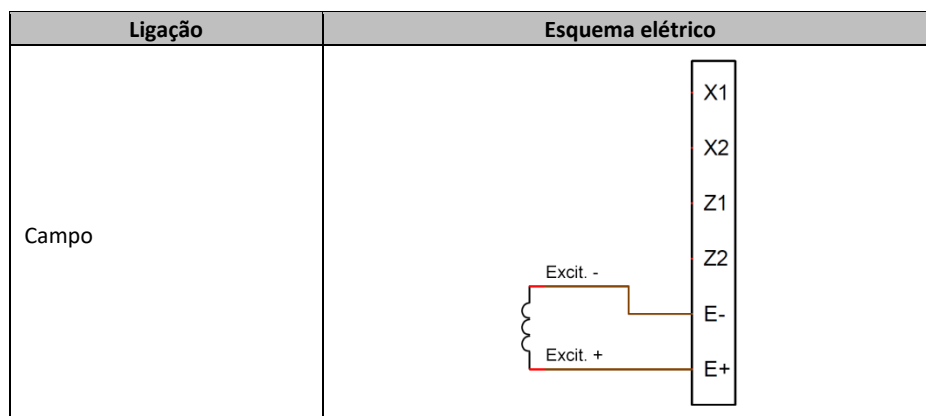 Ligação
Esquema elétrico
Campo
X1
X2
Z1
Z2
Excit. -
E-
Excit. +
E+